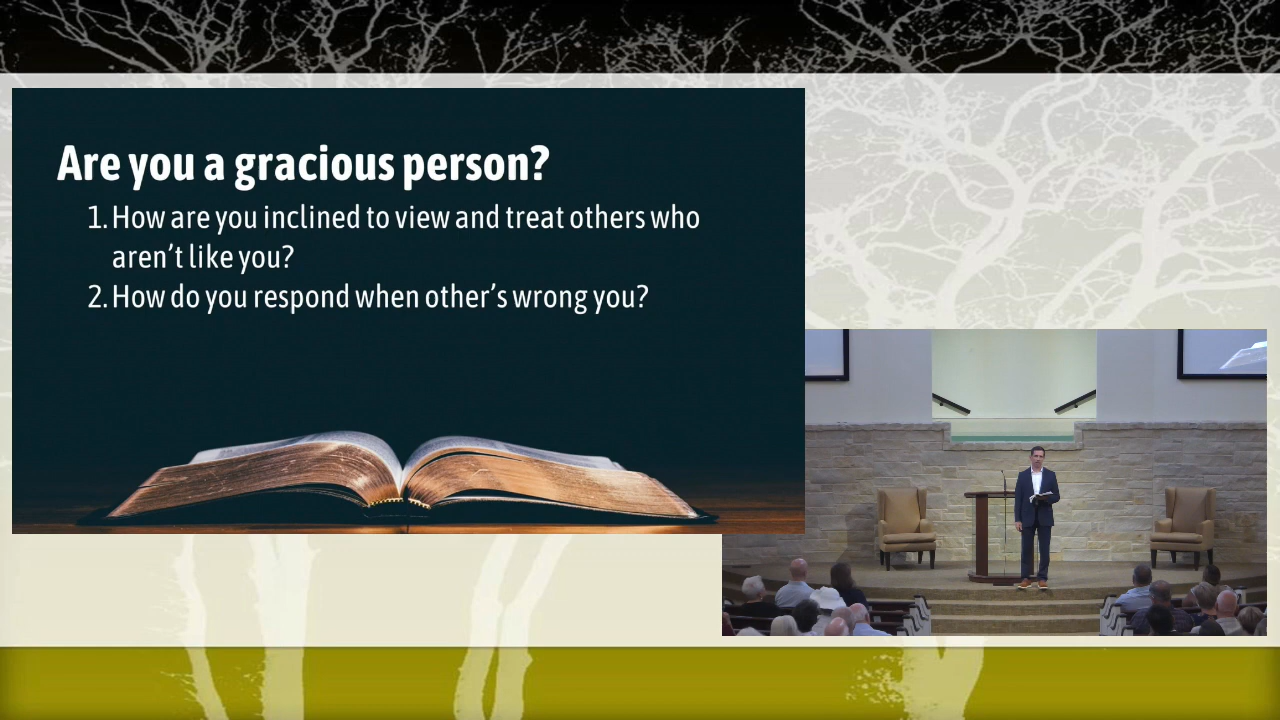 Are you a gracious person?
1. How are you inclined to view and treat others who
aren't like you?
2. How do you respond when other's wrong you?